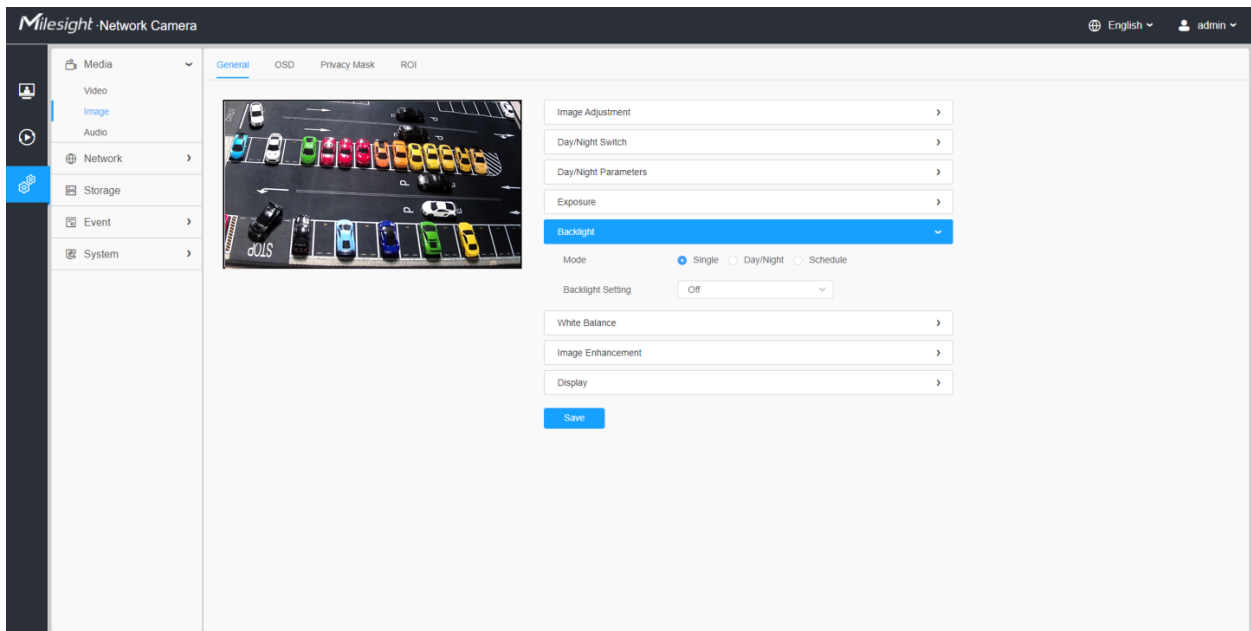 Milesight · Network Camera
English
admin
Media
Video
Image
Audio
Network
Storage
Event
System
General OSD Privacy Mask ROI
P
P
P
P
STOP
Image Adjustment
Day/Night Switch
Day/Night Parameters
Exposure
Backlight
Mode Single Day/Night Schedule
Backlight Setting Off
White Balance
Image Enhancement
Display
Save